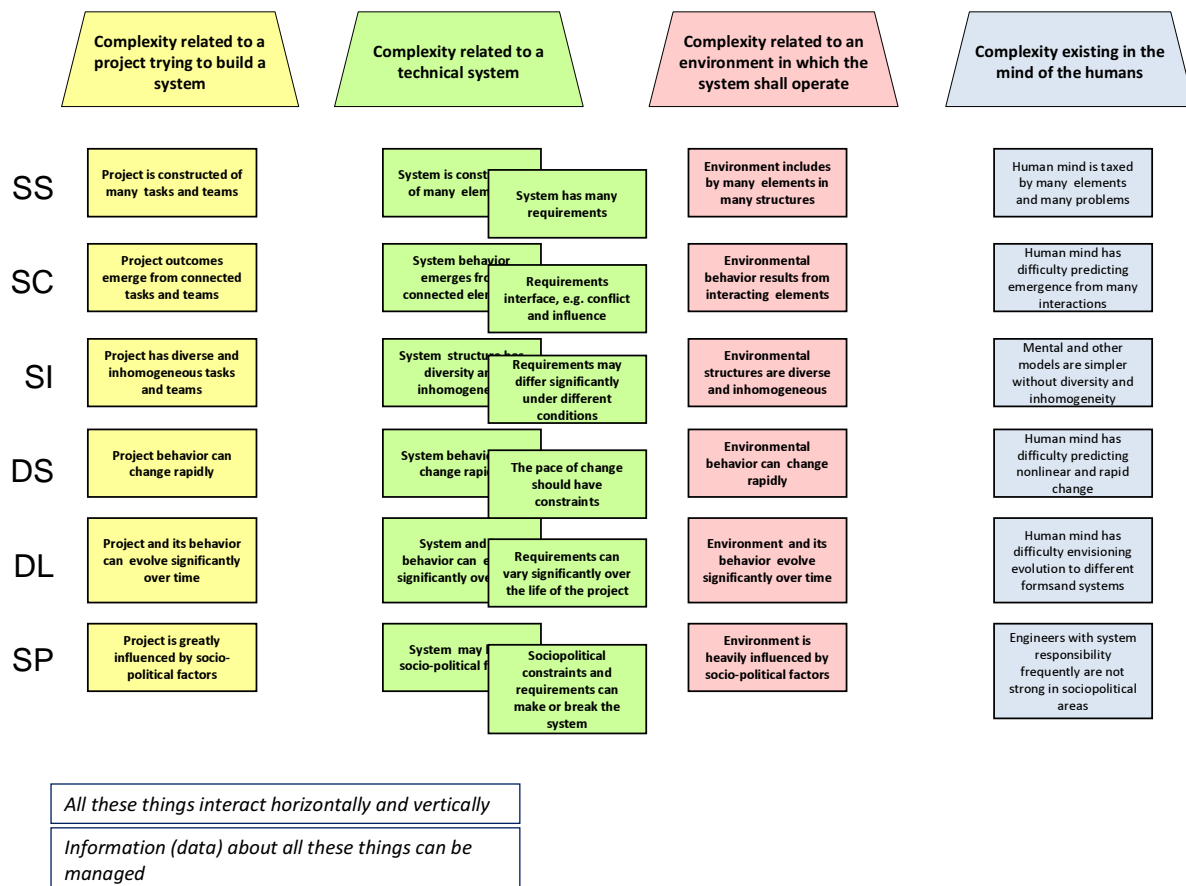 Complexity related to a
project trying to build a
system
Complexity related to a
technical system
Complexity related to an
environment in which the
system shall operate
Complexity existing in the
mind of the humans
SS
Project is constructed of
many tasks and teams
System is const
of many elem
System has many
requirements
Environment includes
by many elements in
many structures
Human mind is taxed
by many elements
and many problems
SC
Project outcomes
emerge from connected
tasks and teams
System behavior
emerges fro
connected ele
Requirements
interface, e.g. conflict
and influence
Environmental
behavior results from
interacting elements
Human mind has
difficulty predicting
emergence from many
interactions
SI
Project has diverse and
inhomogeneous tasks
and teams
System structure has
diversity an
inhomogene
Requirements may
differ significantly
under different
conditions
Environmental
structures are diverse
and inhomogeneous
Mental and other
models are simpler
without diversity and
inhomogeneity
DS
Project behavior can
change rapidly
System behavio
change rapid
The pace of change
should have
constraints
Environmental
behavior can change
rapidly
Human mind has
difficulty predicting
nonlinear and rapid
change
DL
Project and its behavior
can evolve significantly
over time
System and
behavior can e
significantly ove
Requirements can
vary significantly over
the life of the project
Environment and its
behavior evolve
significantly over time
Human mind has
difficulty envisioning
evolution to different
formsand systems
SP
Project is greatly
influenced by socio-
political factors
System may
socio-political f
Sociopolitical
constraints and
requirements can
make or break the
system
Environment is
heavily influenced by
socio-political factors
Engineers with system
responsibility
frequently are not
strong in sociopolitical
areas
All these things interact horizontally and vertically
Information (data) about all these things can be
managed